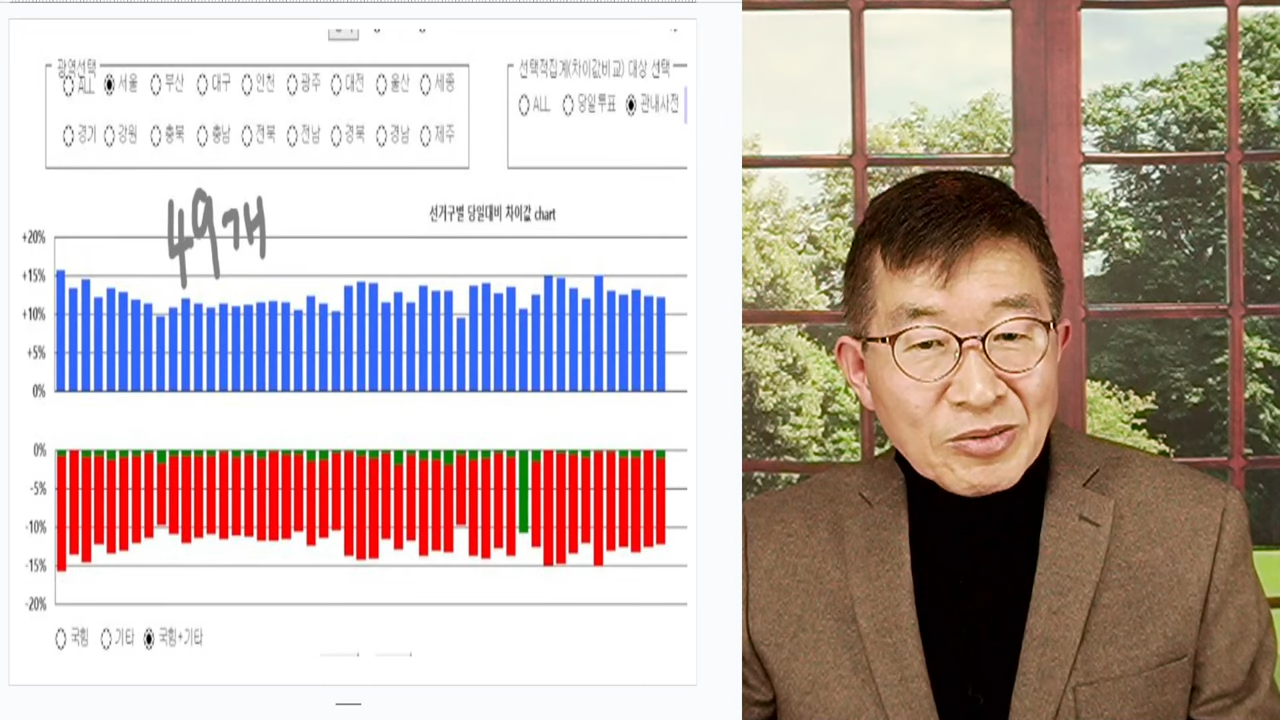 광역선택
ALL 서울 부산 대구 인천 광주 대전 울산 세종
경기 강원 충북 충남 전북 전남 경북 경남 제주
선택적집계(차이값비교) 대상 선택
ALL 당일투표 관내사전
49개
선거구별 당일대비 차이값 chart
+20%
+15%
+10%
+5%
0%
0%
-5%
-10%
-15%
-20%
국힘 기타 국힘+기타